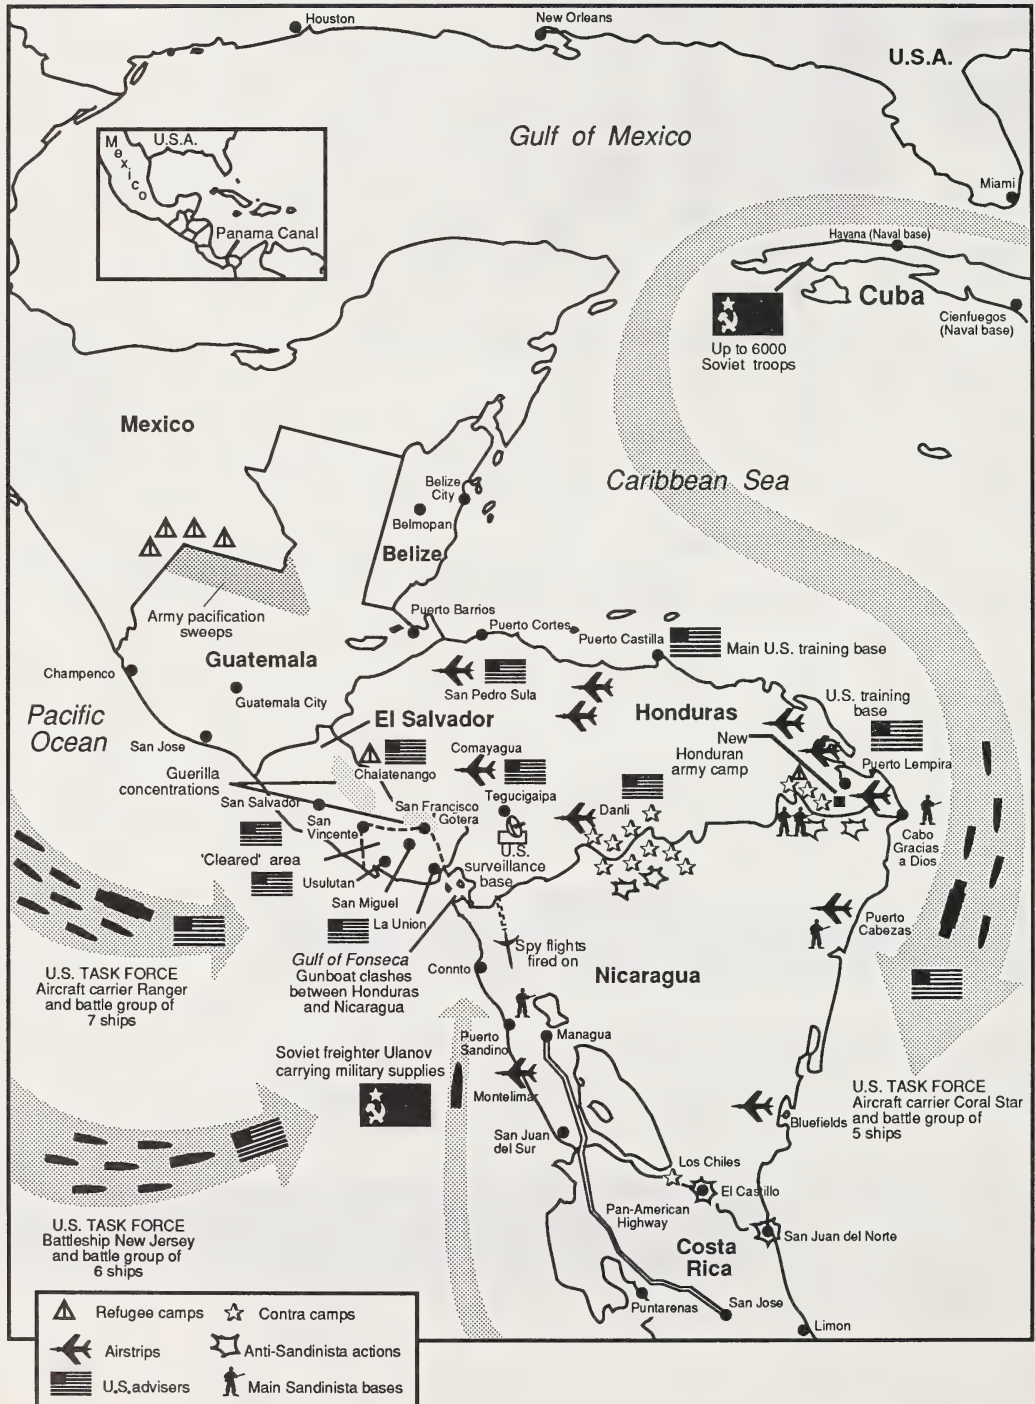 Houston
New Orleans
U.S.A.
Gulf of Mexico
Mexico
U.S.A.
Panama Canal
Miami
Havana (Naval base)
Cuba
Cienfuegos
(Naval base)
Up to 6000
Soviet troops
Mexico
Caribbean Sea
Belize
City
Belmopan
Belize
Army pacification
sweeps
Puerto Barrios
Puerto Cortes
Puerto Castilla
Main U.S. training base
Champenco
Guatemala
Guatemala City
San Pedro Sula
Honduras
U.S. training
base
Pacific
Ocean
San Jose
El Salvador
Comayagua
New
Honduran
army camp
Puerto Lempira
Guerilla
concentrations
Chalatenango
San Salvador
San Francisco
Gotera
Tegucigaipa
Danli
San
Vincente
'Cleared' area
U.S.
surveillance
base
Cabo
Gracias
a Dios
Usulutan
San Miguel
La Union
Puerto
Cabezas
Gulf of Fonseca
Gunboat clashes
between Honduras
and Nicaragua
Spy flights
fired on
Connto
Nicaragua
U.S. TASK FORCE
Aircraft carrier Ranger
and battle group of
7 ships
Puerto
Sandino
Managua
Soviet freighter Ulanov
carrying military supplies
Montelimar
U.S. TASK FORCE
Aircraft carrier Coral Star
and battle group of
5 ships
Bluefields
San Juan
del Sur
Los Chiles
El Castillo
Pan-American
Highway
San Juan del Norte
Costa
Rica
U.S. TASK FORCE
Battleship New Jersey
and battle group of
6 ships
Puntarenas
San Jose
Limon
Refugee camps
Contra camps
Airstrips
Anti-Sandinista actions
U.S. advisers
Main Sandinista bases